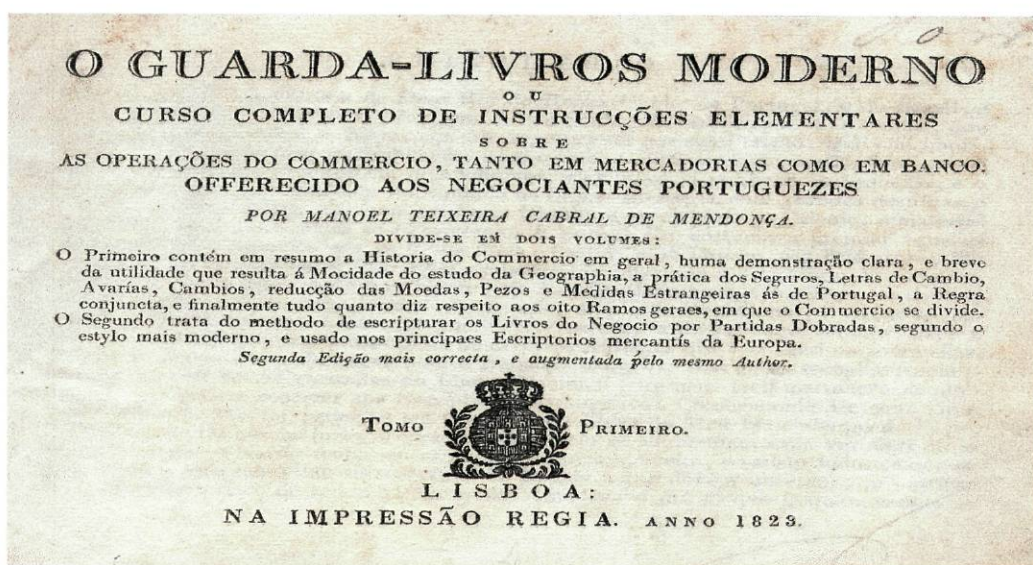 O GUARDA-LIVROS MODERNO
OU
CURSO COMPLETO DE INSTRUCÇÕES ELEMENTARES
SOBRE
AS OPERAÇÕES DO COMMERCIO, TANTO EM MERCADORIAS COMO EM BANCO.
OFFERECIDO AOS NEGOCIANTES PORTUGUEZES
POR MANOEL TEIXEIRA CABRAL DE MENDONÇA.
DIVIDE-SE EM DOIS VOLUMES:
O Primeiro contém em resumo a Historia do Commercio em geral, huma demonstração clara, e breve
da utilidade que resulta á Mocidade do estudo da Geographia, a prática dos Seguros, Letras de Cambio,
Avarías, Cambios, reducção das Moedas, Pezos e Medidas Estrangeiras ás de Portugal, a Regra
conjuncta, e finalmente tudo quanto diz respeito aos oito Ramos geraes, em que o Commercio se divide.
O Segundo trata do methodo de escripturar os Livros do Negocio por Partidas Dobradas, segundo o
estylo mais moderno, e usado nos principaes Escriptorios mercantís da Europa.
Segunda Edição mais correcta, e augmentada pelo mesmo Author.
TOMO PRIMEIRO.
LISBOA:
NA IMPRESSÃO REGIA. ANNO 1823.